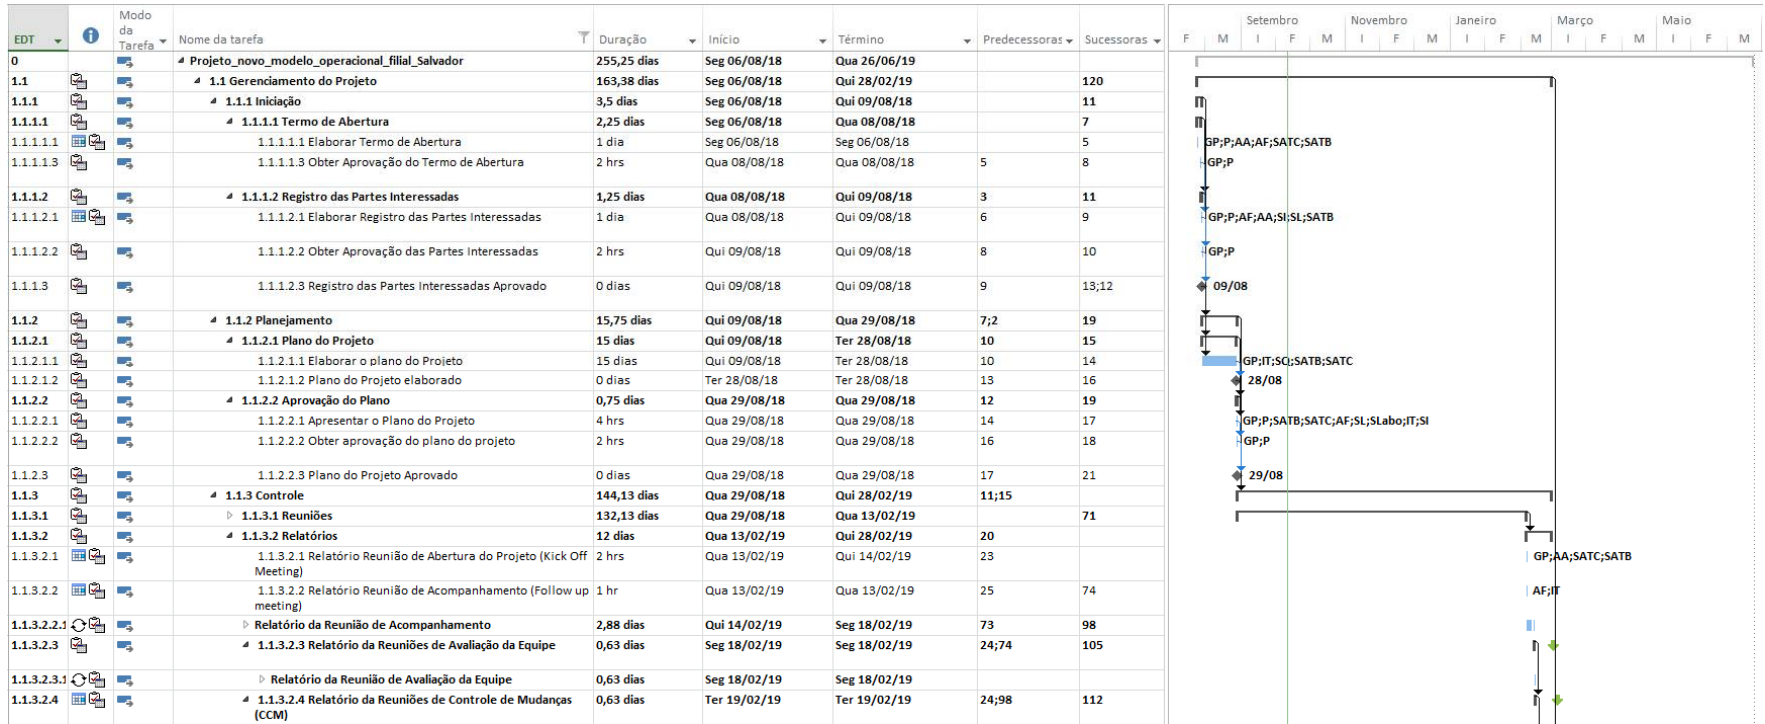 EDT Modo da Tarefa Nome da tarefa Duração Início Término Predecessoras Sucessoras
Setembro Novembro Janeiro Março Maio
F M I F M I F M I F M I F M I F M
0 Projeto_novo_modelo_operacional_filial_Salvador 255,25 dias Seg 06/08/18 Qua 26/06/19
1.1 1.1 Gerenciamento do Projeto 163,38 dias Seg 06/08/18 Qui 28/02/19 120
1.1.1 1.1.1 Iniciação 3,5 dias Seg 06/08/18 Qui 09/08/18 11
1.1.1.1 1.1.1.1 Termo de Abertura 2,25 dias Seg 06/08/18 Qua 08/08/18 7
1.1.1.1.1 1.1.1.1.1 Elaborar Termo de Abertura 1 dia Seg 06/08/18 Seg 06/08/18 5 GP;P;AA;AF;SATC;SATB
1.1.1.1.3 1.1.1.1.3 Obter Aprovação do Termo de Abertura 2 hrs Qua 08/08/18 Qua 08/08/18 5 8 GP;P
1.1.1.2 1.1.1.2 Registro das Partes Interessadas 1,25 dias Qua 08/08/18 Qui 09/08/18 3 11
1.1.1.2.1 1.1.1.2.1 Elaborar Registro das Partes Interessadas 1 dia Qua 08/08/18 Qui 09/08/18 6 9 GP;P;AF;AA;SI;SL;SATB
1.1.1.2.2 1.1.1.2.2 Obter Aprovação das Partes Interessadas 2 hrs Qui 09/08/18 Qui 09/08/18 8 10 GP;P
1.1.1.3 1.1.1.2.3 Registro das Partes Interessadas Aprovado 0 dias Qui 09/08/18 Qui 09/08/18 9 13;12 09/08
1.1.2 1.1.2 Planejamento 15,75 dias Qui 09/08/18 Qua 29/08/18 7;2 19
1.1.2.1 1.1.2.1 Plano do Projeto 15 dias Qui 09/08/18 Ter 28/08/18 10 15
1.1.2.1.1 1.1.2.1.1 Elaborar o plano do Projeto 15 dias Qui 09/08/18 Ter 28/08/18 10 14 GP;IT;SQ;SATB;SATC
1.1.2.1.2 1.1.2.1.2 Plano do Projeto elaborado 0 dias Ter 28/08/18 Ter 28/08/18 13 16 28/08
1.1.2.2 1.1.2.2 Aprovação do Plano 0,75 dias Qua 29/08/18 Qua 29/08/18 12 19
1.1.2.2.1 1.1.2.2.1 Apresentar o Plano do Projeto 4 hrs Qua 29/08/18 Qua 29/08/18 14 17 GP;P;SATB;SATC;AF;SL;SLabo;IT;SI
1.1.2.2.2 1.1.2.2.2 Obter aprovação do plano do projeto 2 hrs Qua 29/08/18 Qua 29/08/18 16 18 GP;P
1.1.2.3 1.1.2.2.3 Plano do Projeto Aprovado 0 dias Qua 29/08/18 Qua 29/08/18 17 21 29/08
1.1.3 1.1.3 Controle 144,13 dias Qua 29/08/18 Qui 28/02/19 11;15
1.1.3.1 1.1.3.1 Reuniões 132,13 dias Qua 29/08/18 Qua 13/02/19 71
1.1.3.2 1.1.3.2 Relatórios 12 dias Qua 13/02/19 Qui 28/02/19 20
1.1.3.2.1 1.1.3.2.1 Relatório Reunião de Abertura do Projeto (Kick Off 2 hrs Qua 13/02/19 Qui 14/02/19 23 GP;AA;SATC;SATB
Meeting)
1.1.3.2.2 1.1.3.2.2 Relatório Reunião de Acompanhamento (Follow up 1 hr Qua 13/02/19 Qua 13/02/19 25 74 AF;IT
meeting)
1.1.3.2.2.1 Relatório da Reunião de Acompanhamento 2,88 dias Qui 14/02/19 Seg 18/02/19 73 98
1.1.3.2.3 1.1.3.2.3 Relatório da Reuniões de Avaliação da Equipe 0,63 dias Seg 18/02/19 Seg 18/02/19 24;74 105
1.1.3.2.3.1 Relatório da Reunião de Avaliação da Equipe 0,63 dias Seg 18/02/19 Seg 18/02/19
1.1.3.2.4 1.1.3.2.4 Relatório da Reuniões de Controle de Mudanças 0,63 dias Ter 19/02/19 Ter 19/02/19 24;98 112
(CCM)